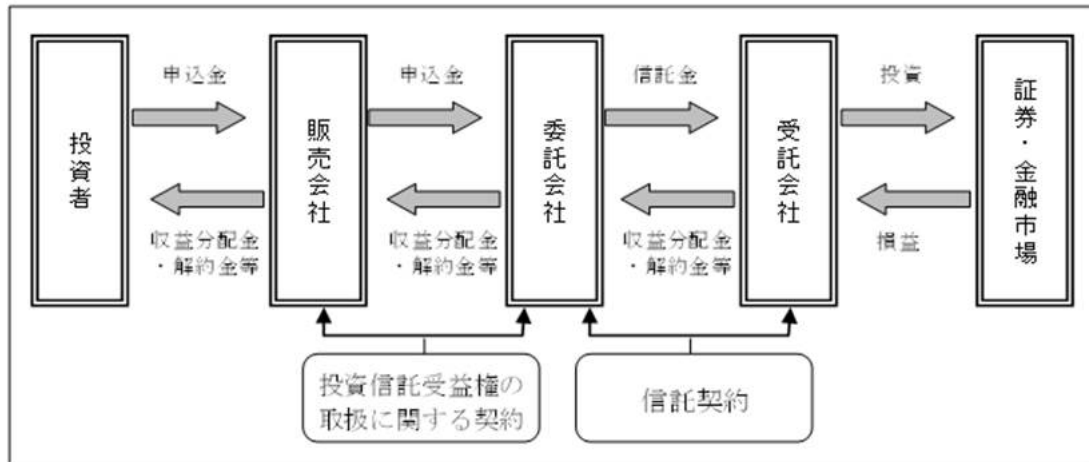 申込金
申込金
信託金
投資
投資者
販売会社
委託会社
受託会社
証券・金融市場
収益分配金
・解約金等
収益分配金
・解約金等
収益分配金
・解約金等
損益
投資信託受益権の
取扱に関する契約
信託契約